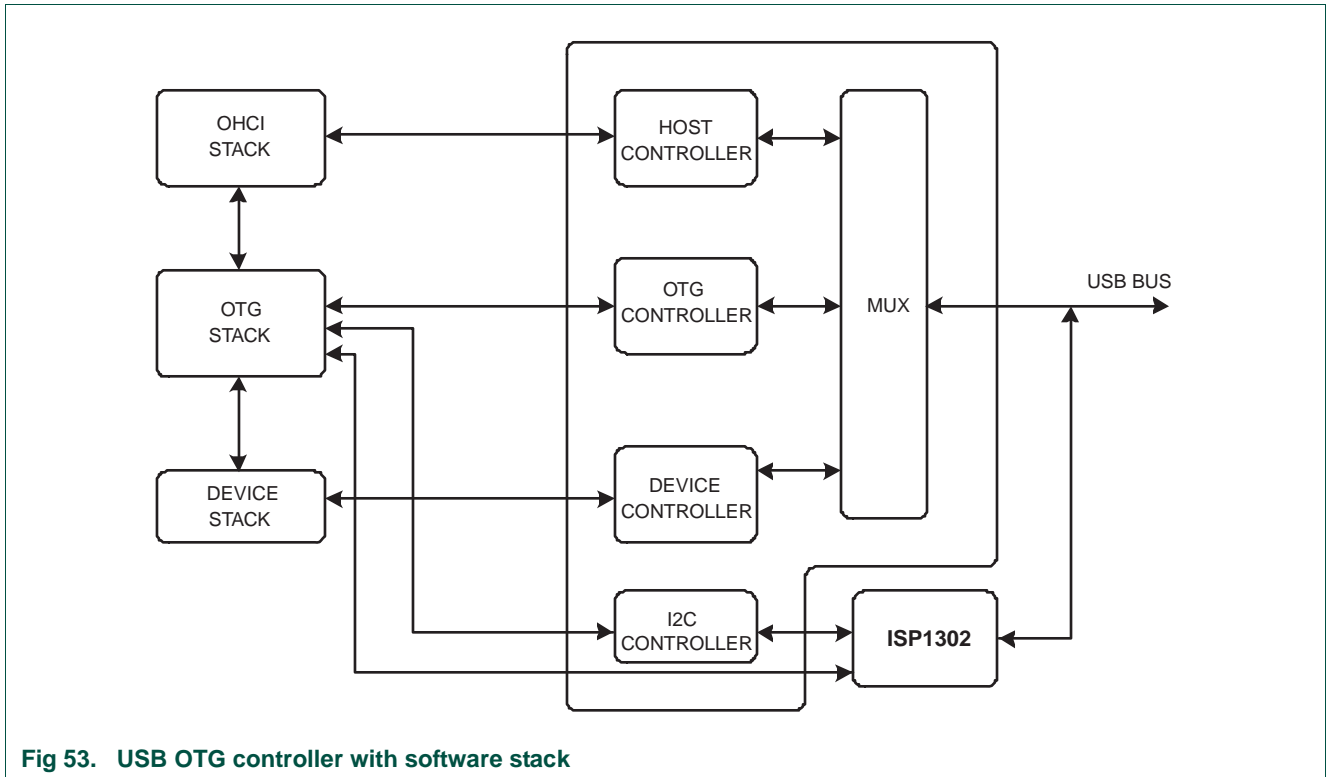 OHCI
STACK
HOST
CONTROLLER
OTG
STACK
OTG
CONTROLLER
MUX
USB BUS
DEVICE
STACK
DEVICE
CONTROLLER
I2C
CONTROLLER
ISP1302
Fig 53. USB OTG controller with software stack